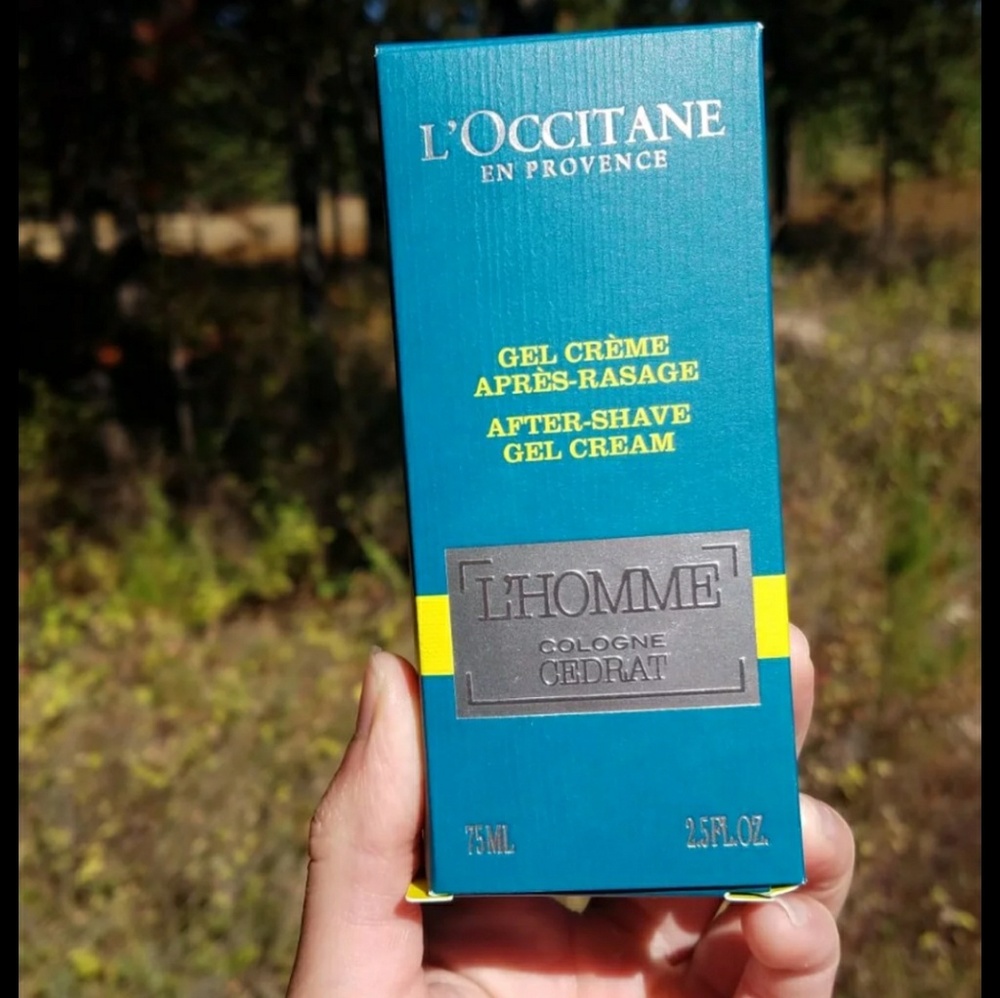 L'OCCITANE
EN PROVENCE
GEL CRÈME
APRÈS-RASAGE
AFTER-SHAVE
GEL CREAM
L'HOMME
COLOGNE
CEDRAT
75 ML 2.5 FL.OZ.